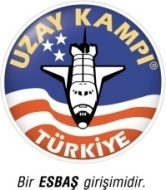 UZAY KAMPI®
TÜRKİYE
Bir ESBAŞ girişimidir.